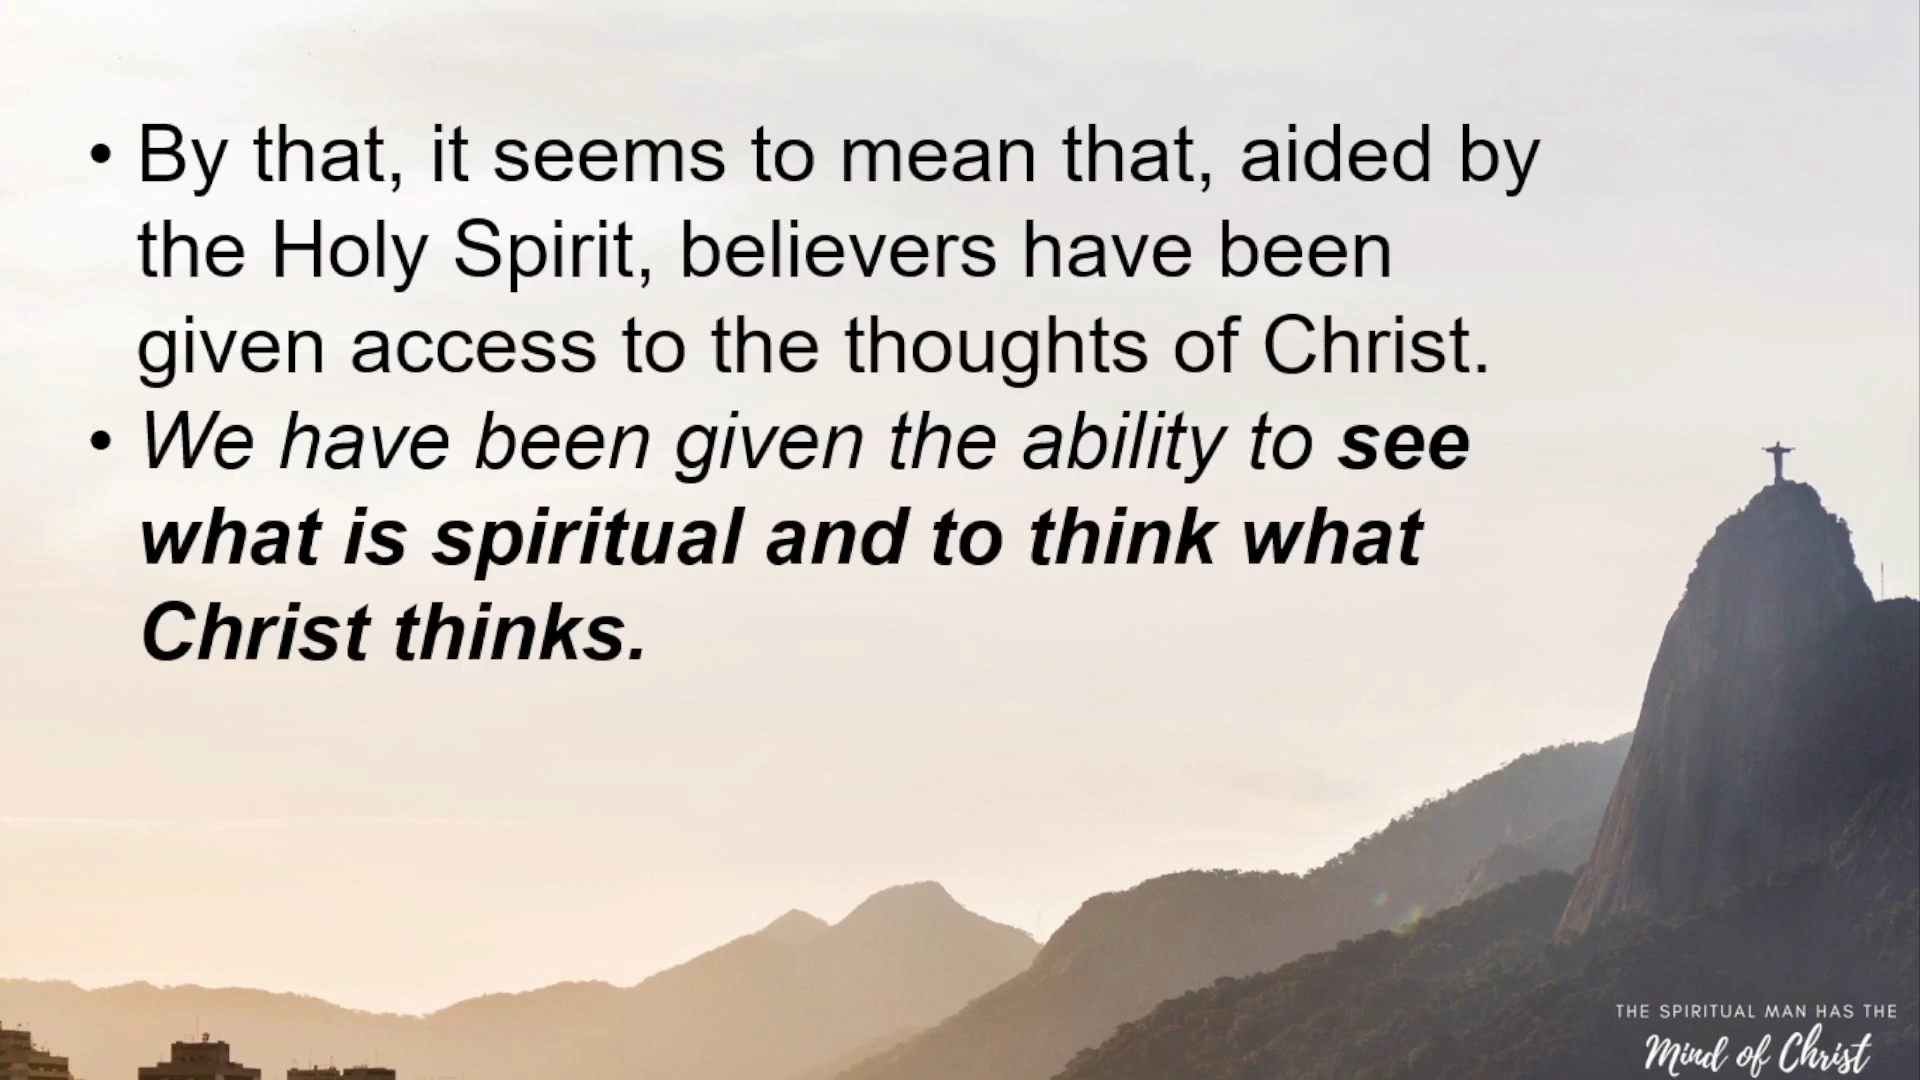 • By that, it seems to mean that, aided by
the Holy Spirit, believers have been
given access to the thoughts of Christ.
• We have been given the ability to see
what is spiritual and to think what
Christ thinks.
THE SPIRITUAL MAN HAS THE
Mind of Christ